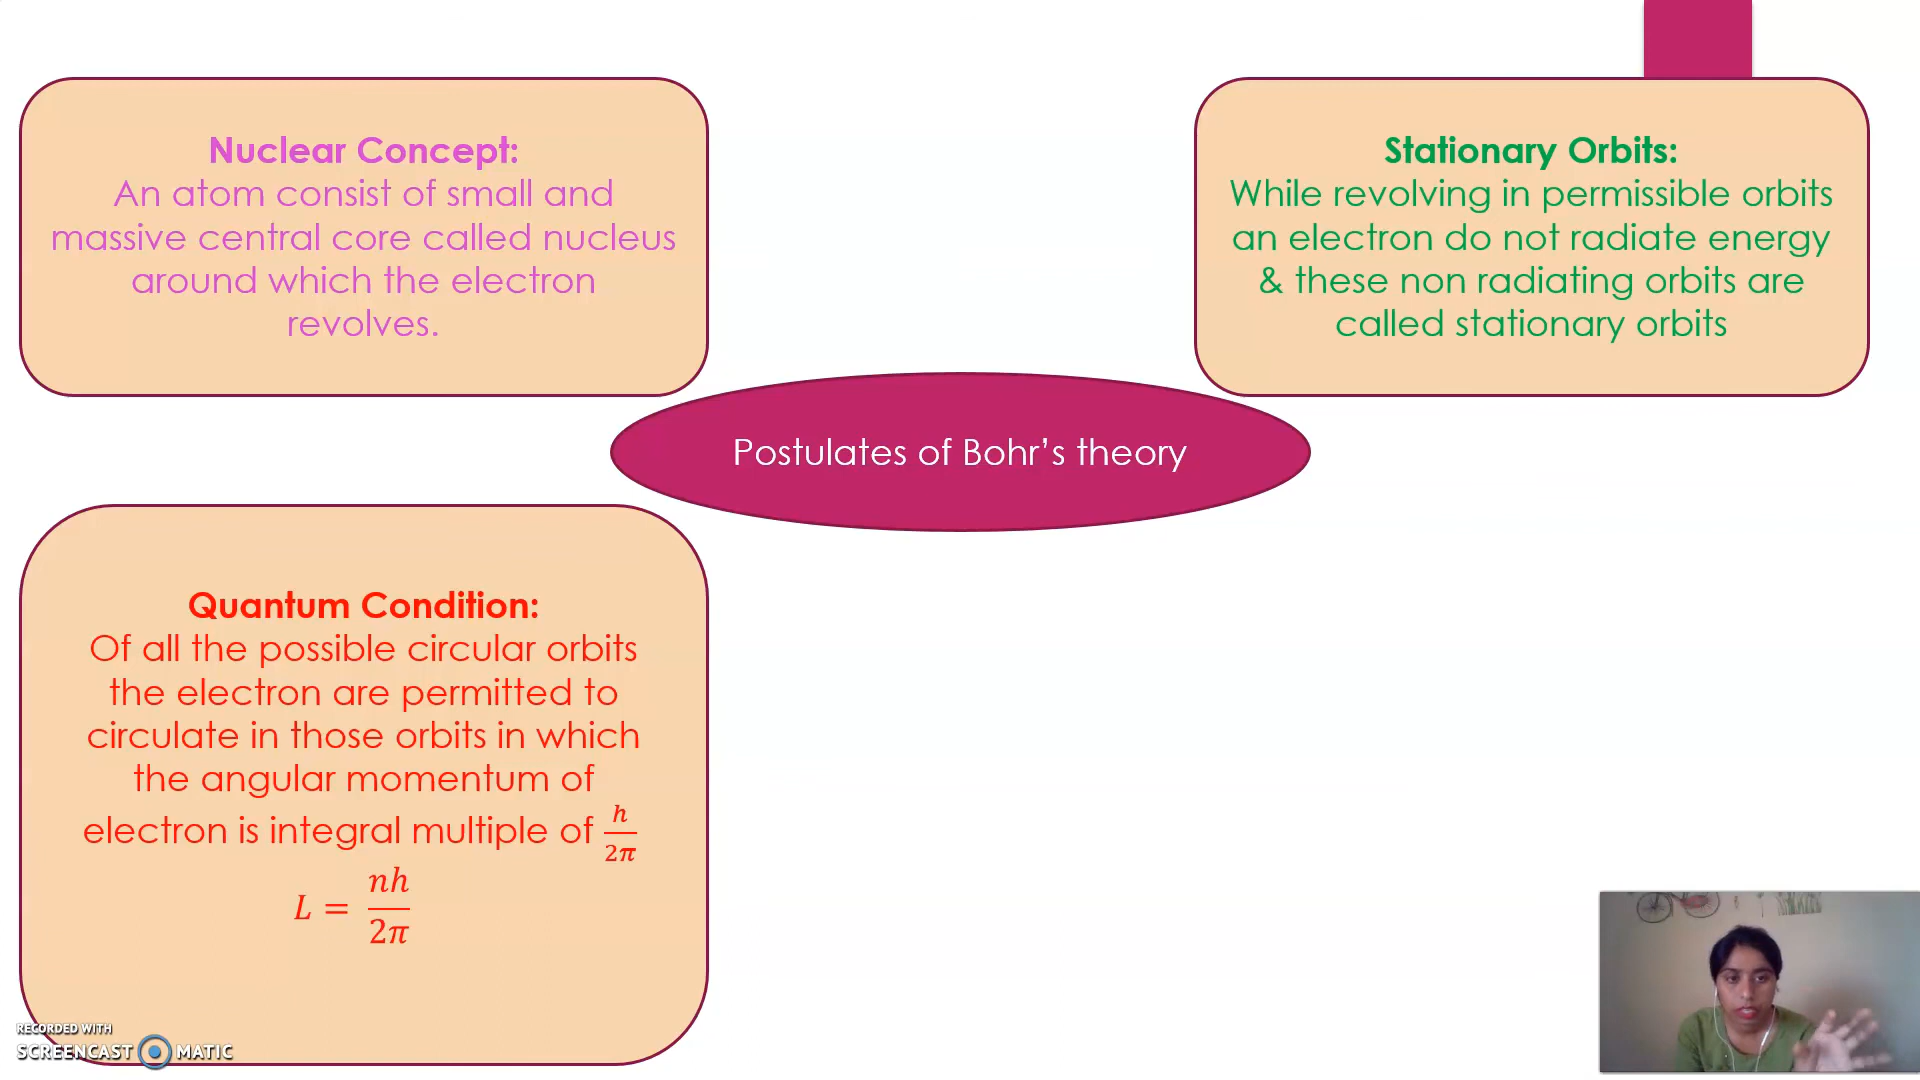 Nuclear Concept:
An atom consist of small and
massive central core called nucleus
around which the electron
revolves.
Stationary Orbits:
While revolving in permissible orbits
an electron do not radiate energy
& these non radiating orbits are
called stationary orbits
Postulates of Bohr’s theory
Quantum Condition:
Of all the possible circular orbits
the electron are permitted to
circulate in those orbits in which
the angular momentum of
electron is integral multiple of h/2π
L = nh/2π
RECORDED WITH
SCREENCAST MATIC